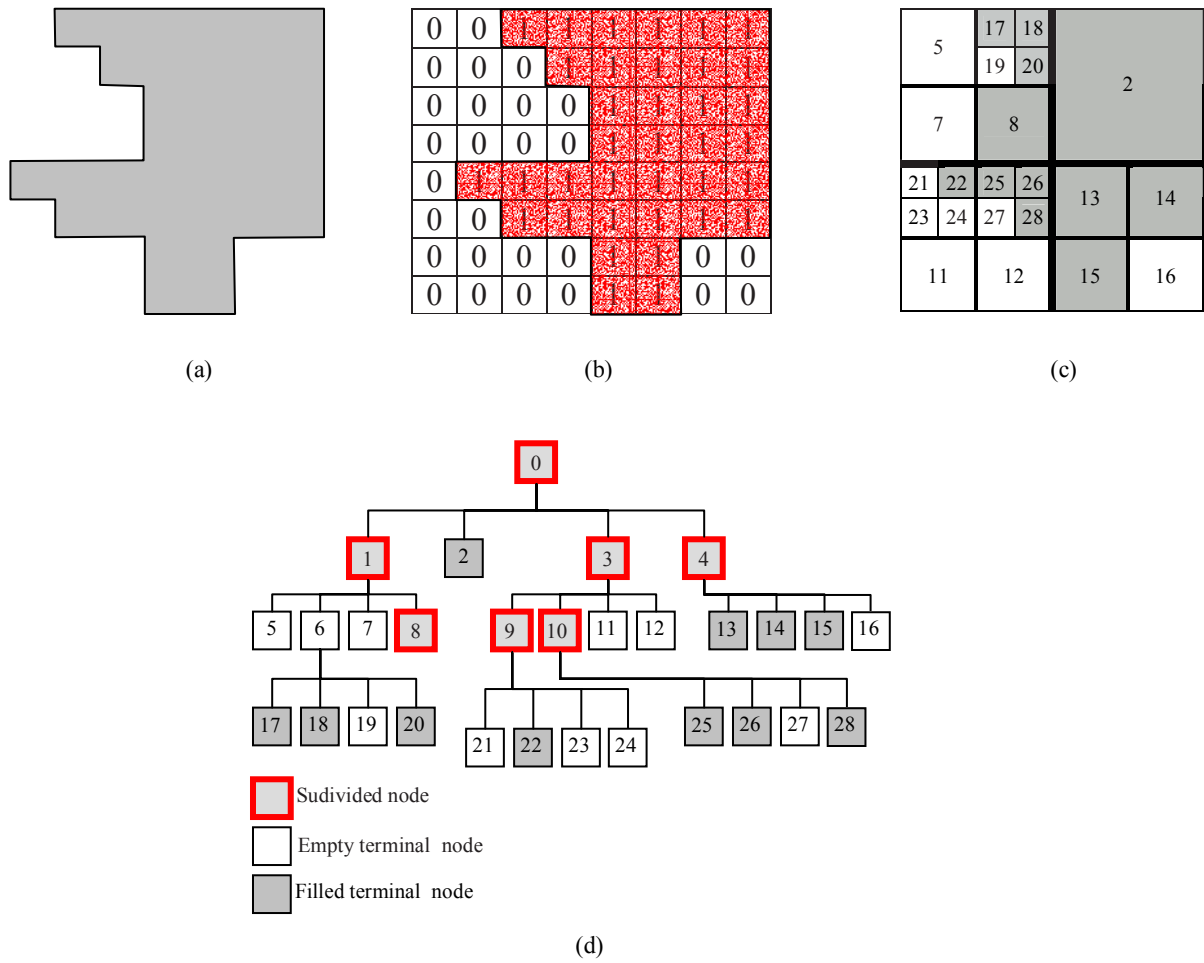 0 0 1 1 1 1 1 1
0 0 0 1 1 1 1 1
0 0 0 0 1 1 1 1
0 0 0 0 1 1 1 1
0 1 1 1 1 1 1 1
0 0 1 1 1 1 1 1
0 0 0 0 1 1 0 0
0 0 0 0 1 1 0 0
5 17 18
19 20
2
7 8
21 22 25 26
13 14
23 24 27 28
11 12 15 16
(a) (b) (c)
0
1 2 3 4
5 6 7 8 9 10 11 12 13 14 15 16
17 18 19 20 21 22 23 24 25 26 27 28
Sudivided node
Empty terminal node
Filled terminal node
(d)